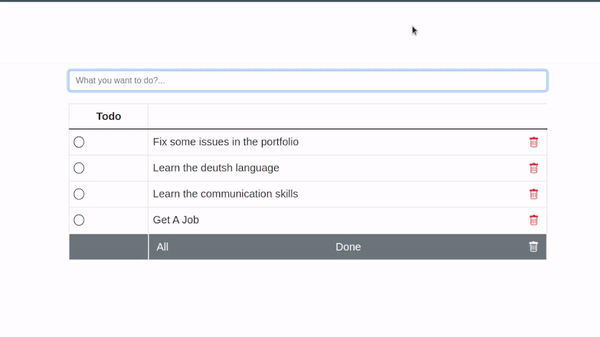 What you want to do?...
Todo
Fix some issues in the portfolio
Learn the deutsh language
Learn the communication skills
Get A Job
All Done